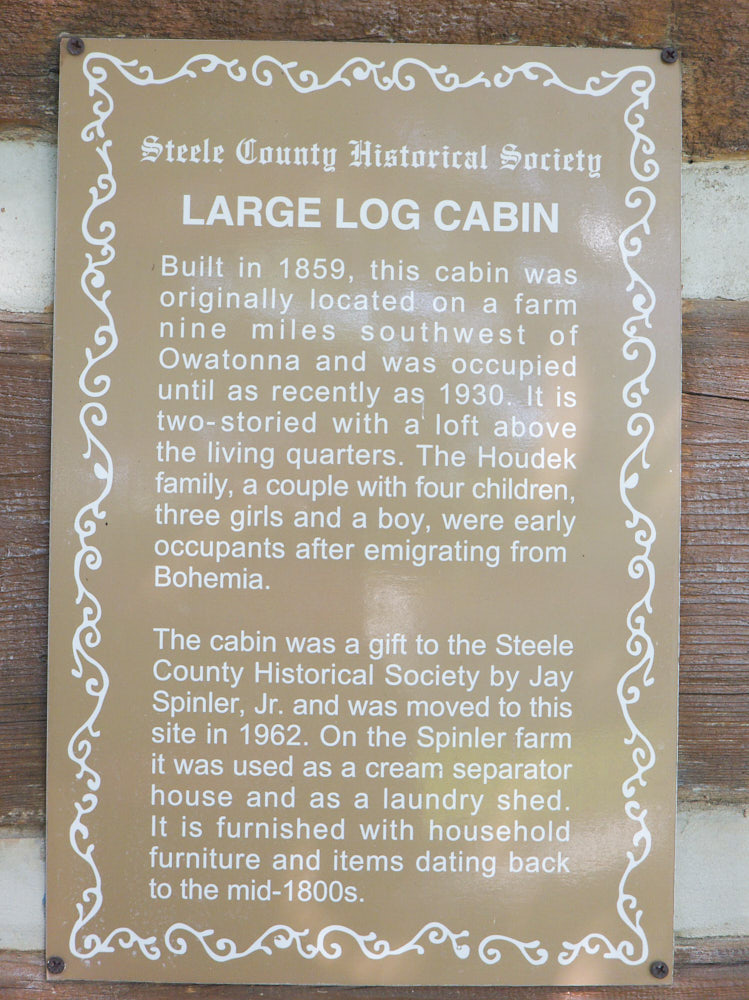 Steele County Historical Society
LARGE LOG CABIN
Built in 1859, this cabin was
originally located on a farm
nine miles southwest of
Owatonna and was occupied
until as recently as 1930. It is
two-storied with a loft above
the living quarters. The Houdek
family, a couple with four children,
three girls and a boy, were early
occupants after emigrating from
Bohemia.
The cabin was a gift to the Steele
County Historical Society by Jay
Spinler, Jr. and was moved to this
site in 1962. On the Spinler farm
it was used as a cream separator
house and as a laundry shed.
It is furnished with household
furniture and items dating back
to the mid-1800s.